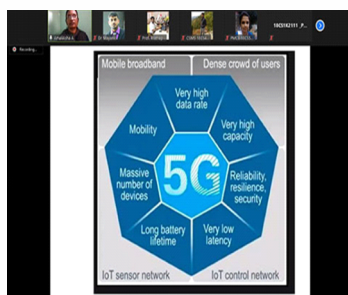 Mobile broadband
Dense crowd of users
Very high
data rate
Mobility
Very high
capacity
5G
Massive
number of
devices
Reliability,
resilience,
security
Long battery
lifetime
Very low
latency
IoT sensor network
IoT control network
Recording...